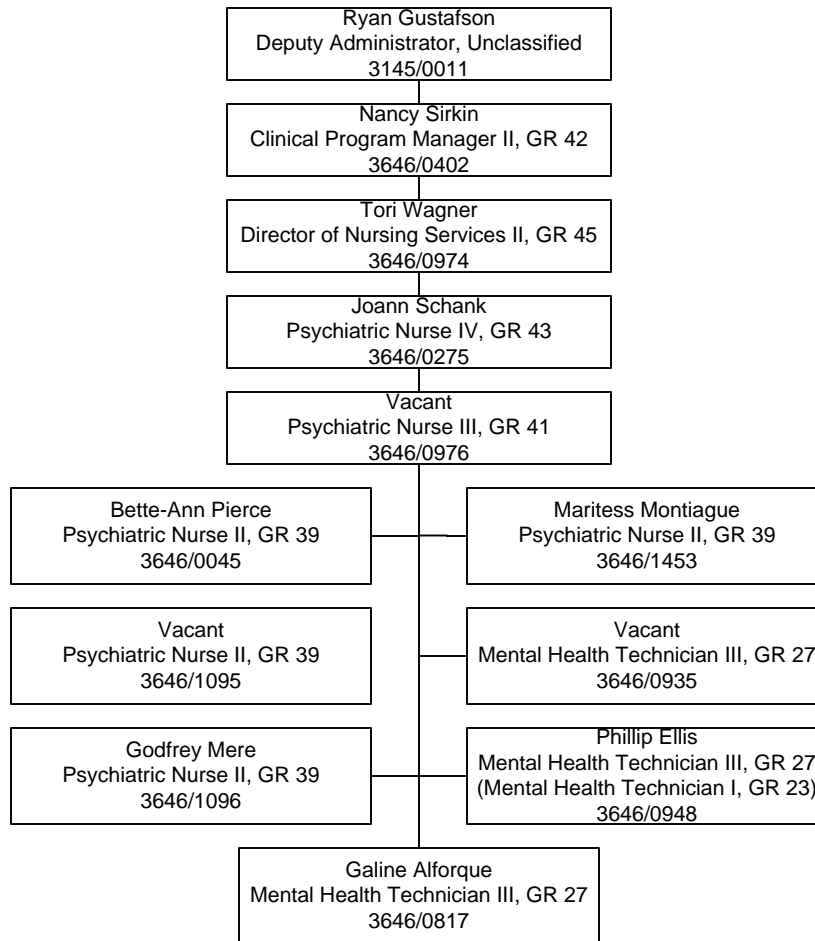 Ryan Gustafson
Deputy Administrator, Unclassified
3145/0011
Nancy Sirkin
Clinical Program Manager II, GR 42
3646/0402
Tori Wagner
Director of Nursing Services II, GR 45
3646/0974
Joann Schank
Psychiatric Nurse IV, GR 43
3646/0275
Vacant
Psychiatric Nurse III, GR 41
3646/0976
Bette-Ann Pierce
Psychiatric Nurse II, GR 39
3646/0045
Maritess Montiague
Psychiatric Nurse II, GR 39
3646/1453
Vacant
Psychiatric Nurse II, GR 39
3646/1095
Vacant
Mental Health Technician III, GR 27
3646/0935
Godfrey Mere
Psychiatric Nurse II, GR 39
3646/1096
Phillip Ellis
Mental Health Technician III, GR 27
(Mental Health Technician I, GR 23)
3646/0948
Galine Alforque
Mental Health Technician III, GR 27
3646/0817